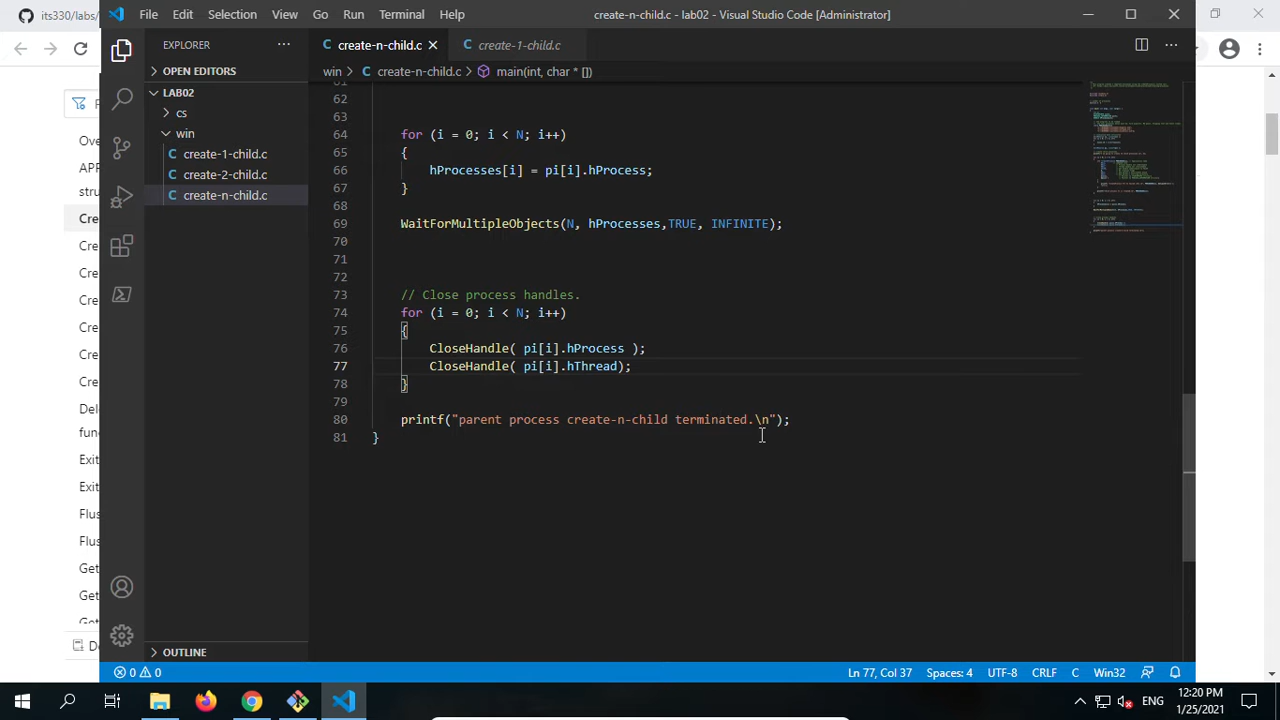 its330/labs/
File Edit Selection View Go Run Terminal Help
create-n-child.c - lab02 - Visual Studio Code [Administrator]
EXPLORER
OPEN EDITORS
LAB02
cs
win
create-1-child.c
create-2-child.c
create-n-child.c
OUTLINE
create-n-child.c create-1-child.c
win > create-n-child.c > main(int, char * [])
61
62
63
64 for (i = 0; i < N; i++)
65
66 hProcesses[i] = pi[i].hProcess;
67 }
68
69 ForMultipeObjects(N, hProcesses,TRUE, INFINITE);
70
71
72
73 // Close process handles.
74 for (i = 0; i < N; i++)
75 {
76 CloseHandle( pi[i].hProcess );
77 CloseHandle( pi[i].hThread);
78 }
79
80 printf("parent process create-n-child terminated.\n");
81 }
F
Ove
APP
stru
Cre
Cre
Cre
Cre
Cre
Cre
Del
fun
Exit
Exit
Flus
Flus
Get
Get
Get
De
0 0
Ln 77, Col 37 Spaces: 4 UTF-8 CRLF C Win32
ENG
12:20 PM
1/25/2021